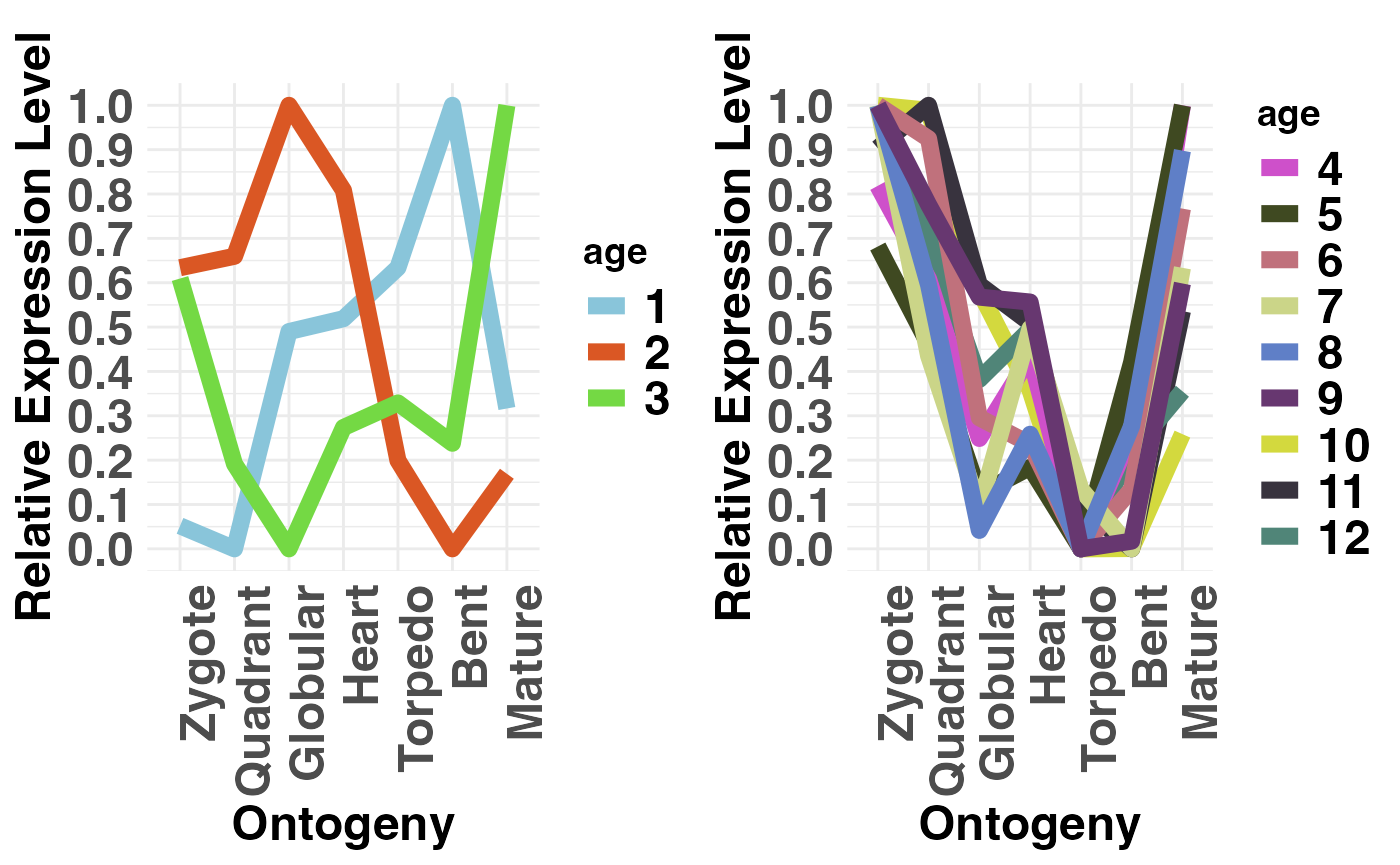 Relative Expression Level
1.0
0.9
0.8
0.7
0.6
0.5
0.4
0.3
0.2
0.1
0.0
Zygote
Quadrant
Globular
Heart
Torpedo
Bent
Mature
Ontogeny
age
1
2
3
Relative Expression Level
1.0
0.9
0.8
0.7
0.6
0.5
0.4
0.3
0.2
0.1
0.0
Zygote
Quadrant
Globular
Heart
Torpedo
Bent
Mature
Ontogeny
age
4
5
6
7
8
9
10
11
12